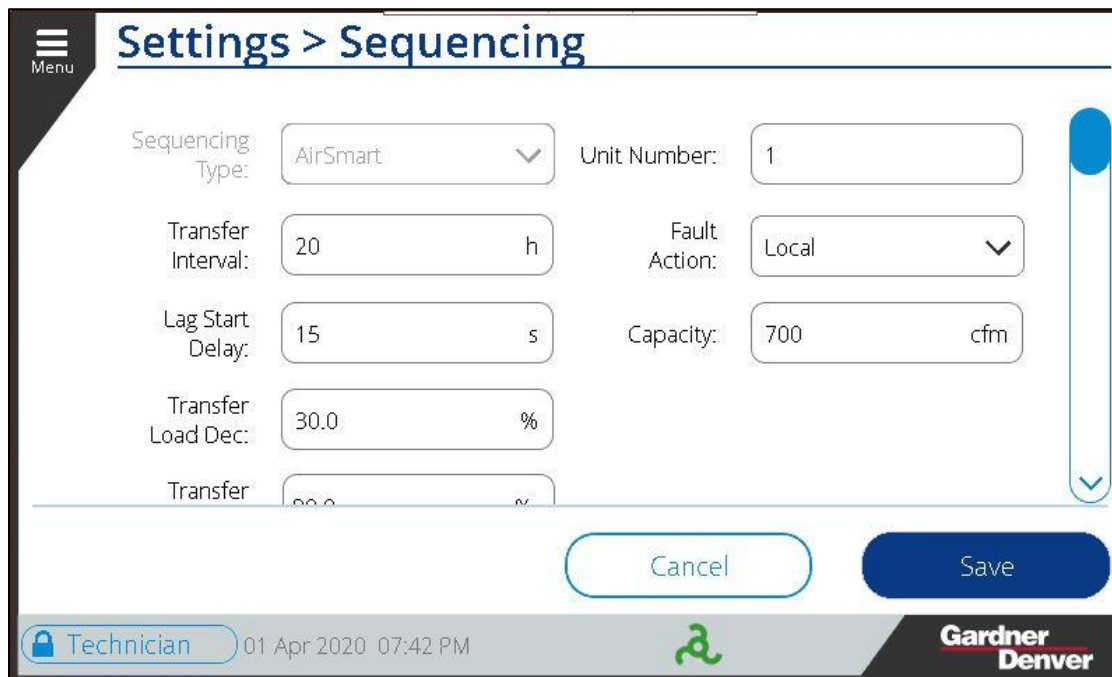 Menu
Settings > Sequencing
Sequencing
Type:
AirSmart
Unit Number:
1
Transfer
Interval:
20 h
Fault
Action:
Local
Lag Start
Delay:
15 s
Capacity:
700 cfm
Transfer
Load Dec:
30.0 %
Transfer
Cancel
Save
Technician
01 Apr 2020 07:42 PM
Gardner
Denver